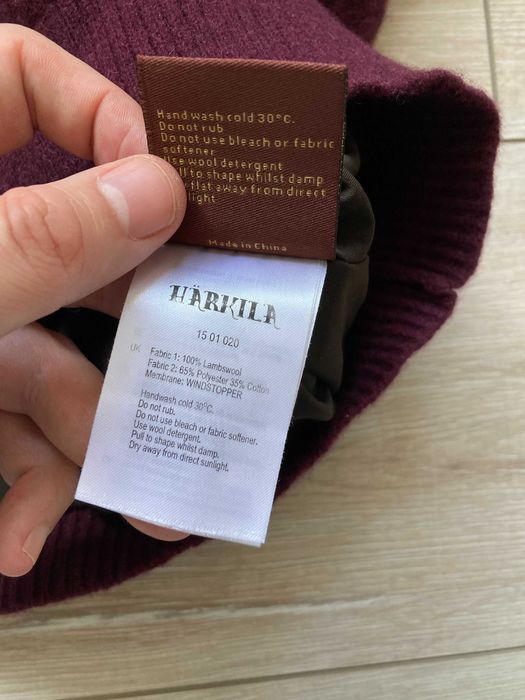 Hand wash cold 30°C.
Do not rub
Do not use bleach or fabric
softener
Use wool detergent
ll to shape whilst damp
flat away from direct
light
Made in China
HÄRKILA
15 01 020
UK
Fabric 1: 100% Lambswool
Fabric 2: 65% Polyester 35% Cotton
Membrane: WINDSTOPPER
Handwash cold 30°C.
Do not rub.
Do not use bleach or fabric softener.
Use wool detergent.
Pull to shape whilst damp.
Dry away from direct sunlight.